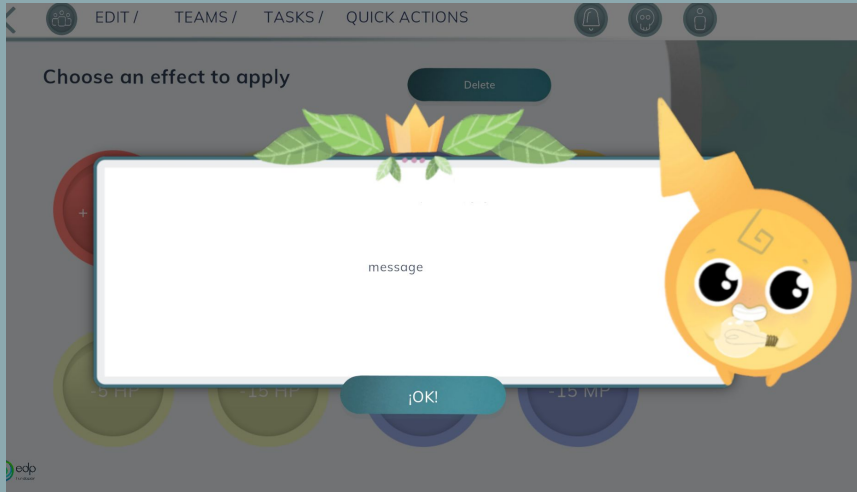 EDIT / TEAMS / TASKS / QUICK ACTIONS
Choose an effect to apply
Delete
+
message
-5 HP
-15 HP
-15 MP
¡OK!
edp